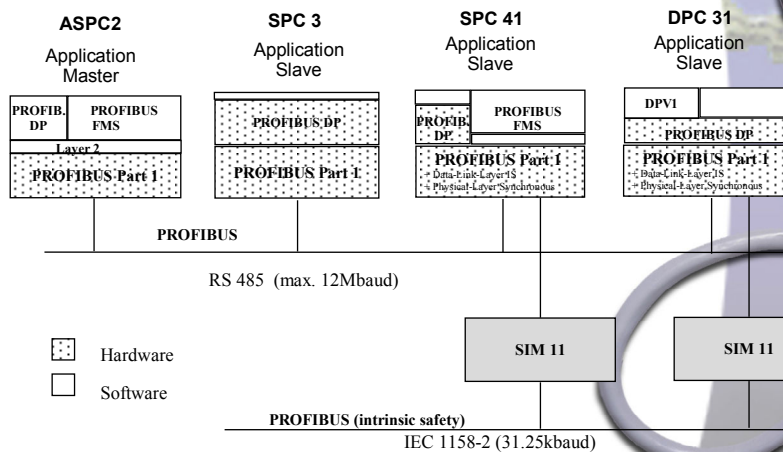 ASPC2
Application
Master
PROFIB.
DP
PROFIBUS
FMS
Layer 2
PROFIBUS Part 1
SPC 3
Application
Slave
PROFIBUS DP
PROFIBUS Part 1
SPC 41
Application
Slave
PROFIB.
DP
PROFIBUS
FMS
PROFIBUS Part 1
+ Data-Link-Layer IS
+ Physical-Layer Synchronous
DPC 31
Application
Slave
DPV1
PROFIBUS DP
PROFIBUS Part 1
+ Data-Link-Layer IS
+ Physical-Layer Synchronous
PROFIBUS
RS 485 (max. 12Mbaud)
SIM 11
SIM 11
Hardware
Software
PROFIBUS (intrinsic safety)
IEC 1158-2 (31.25kbaud)